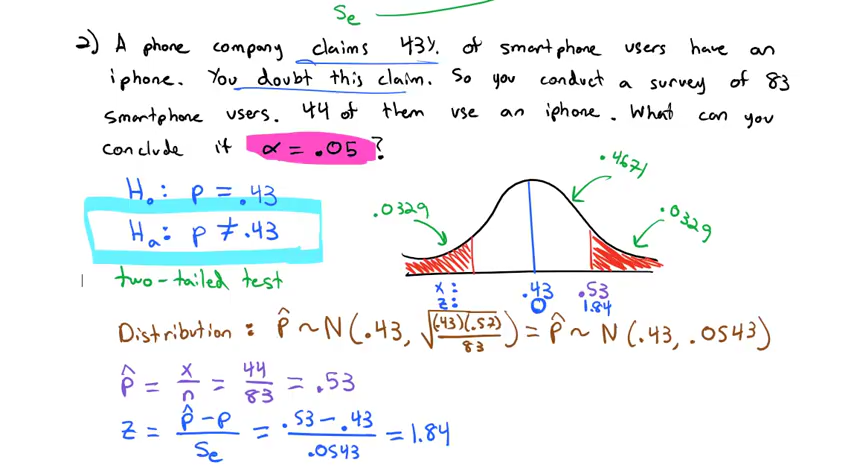 Se
2) A phone company claims 43% of smartphone users have an
iphone. You doubt this claim. So you conduct a survey of 83
smartphone users. 44 of them use an iphone. What can you
conclude if α = .05?
H₀: p = .43
Hₐ: p ≠ .43
two-tailed test
.4671
.0329
.0329
x: .43 .53
z: 0 1.84
Distribution: p̂ ~ N(.43, √((.43)(.57)/83)) = p̂ ~ N(.43, .0543)
p̂ = x/n = 44/83 = .53
z = (p̂ - p)/Se = (.53 - .43)/.0543 = 1.84